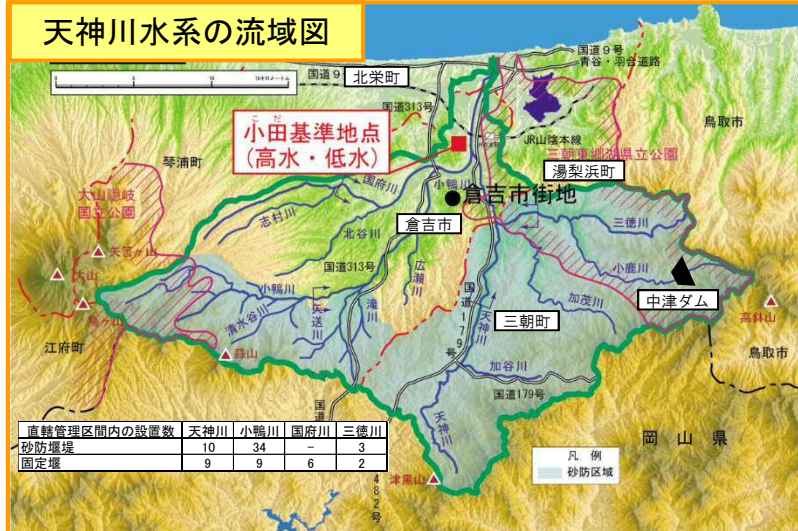 天神川水系の流域図
国道9号
青谷・羽合道路
国道9
北栄町
国道313号
鳥取市
こだ
小田基準地点
(高水・低水)
JR山陰本線
三朝東郷湖県立公園
琴浦町
湯梨浜町
大山隠岐
国立公園
国府川
小鴨川
倉吉市街地
志村川
倉吉市
三徳川
北谷川
矢筈ヶ山
大山
国道313号
広瀬川
小鹿川
小鴨川
矢送川
滝川
国道179号
天神川
加茂川
中津ダム
烏ヶ山
清水谷川
三朝町
高鉢山
江府町
蒜山
鳥取市
加谷川
国道179号
国道
482号
天神川
岡山県
直轄管理区間内の設置数 天神川 小鴨川 国府川 三徳川
砂防堰堤 10 34 - 3
固定堰 9 9 6 2
凡例
砂防区域
津黒山